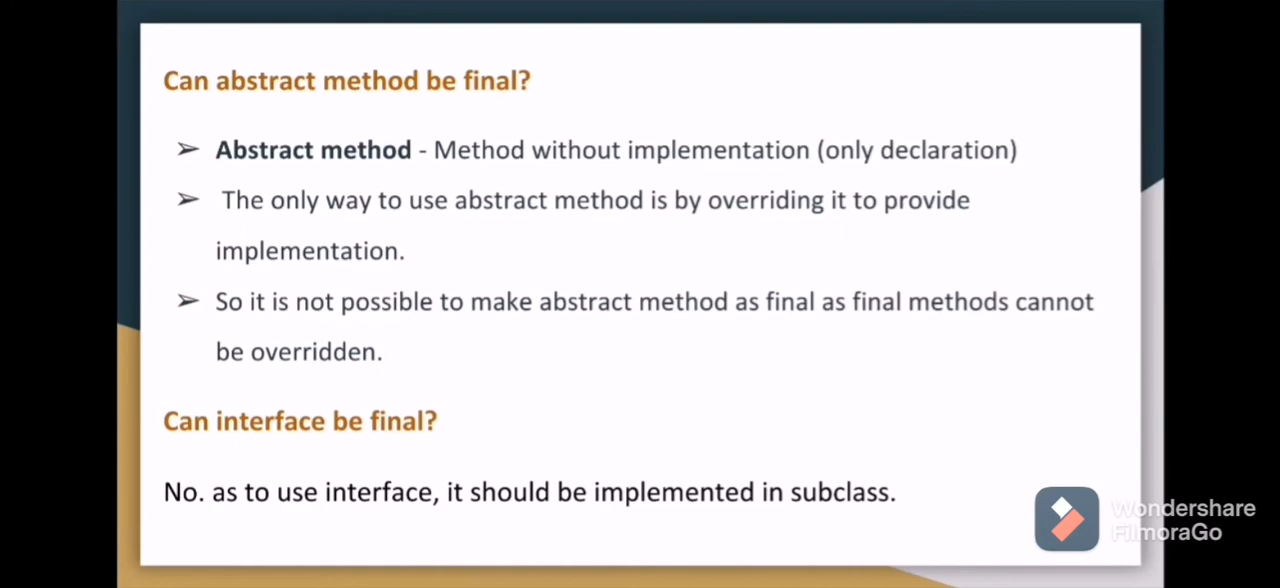 Can abstract method be final?
➢ Abstract method - Method without implementation (only declaration)
➢ The only way to use abstract method is by overriding it to provide
implementation.
➢ So it is not possible to make abstract method as final as final methods cannot
be overridden.
Can interface be final?
No. as to use interface, it should be implemented in subclass.
Wondershare
FilmoraGo